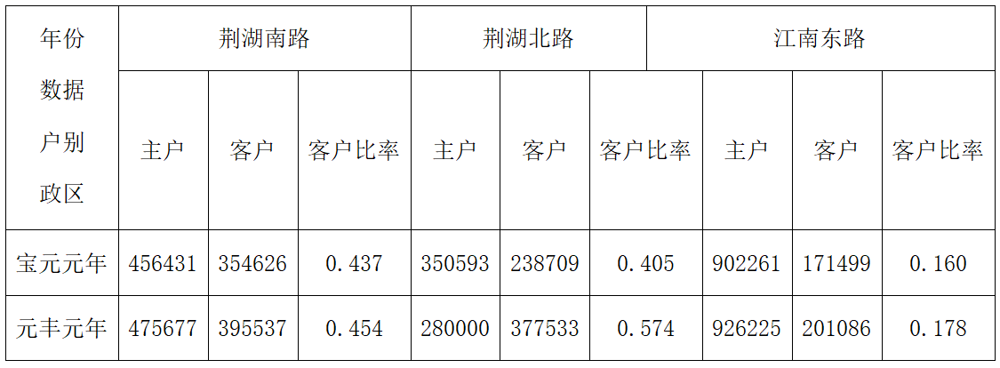 年份 荆湖南路 荆湖北路 江南东路
数据
户别 主户 客户 客户比率 主户 客户 客户比率 主户 客户 客户比率
政区
宝元元年 456431 354626 0.437 350593 238709 0.405 902261 171499 0.160
元丰元年 475677 395537 0.454 280000 377533 0.574 926225 201086 0.178